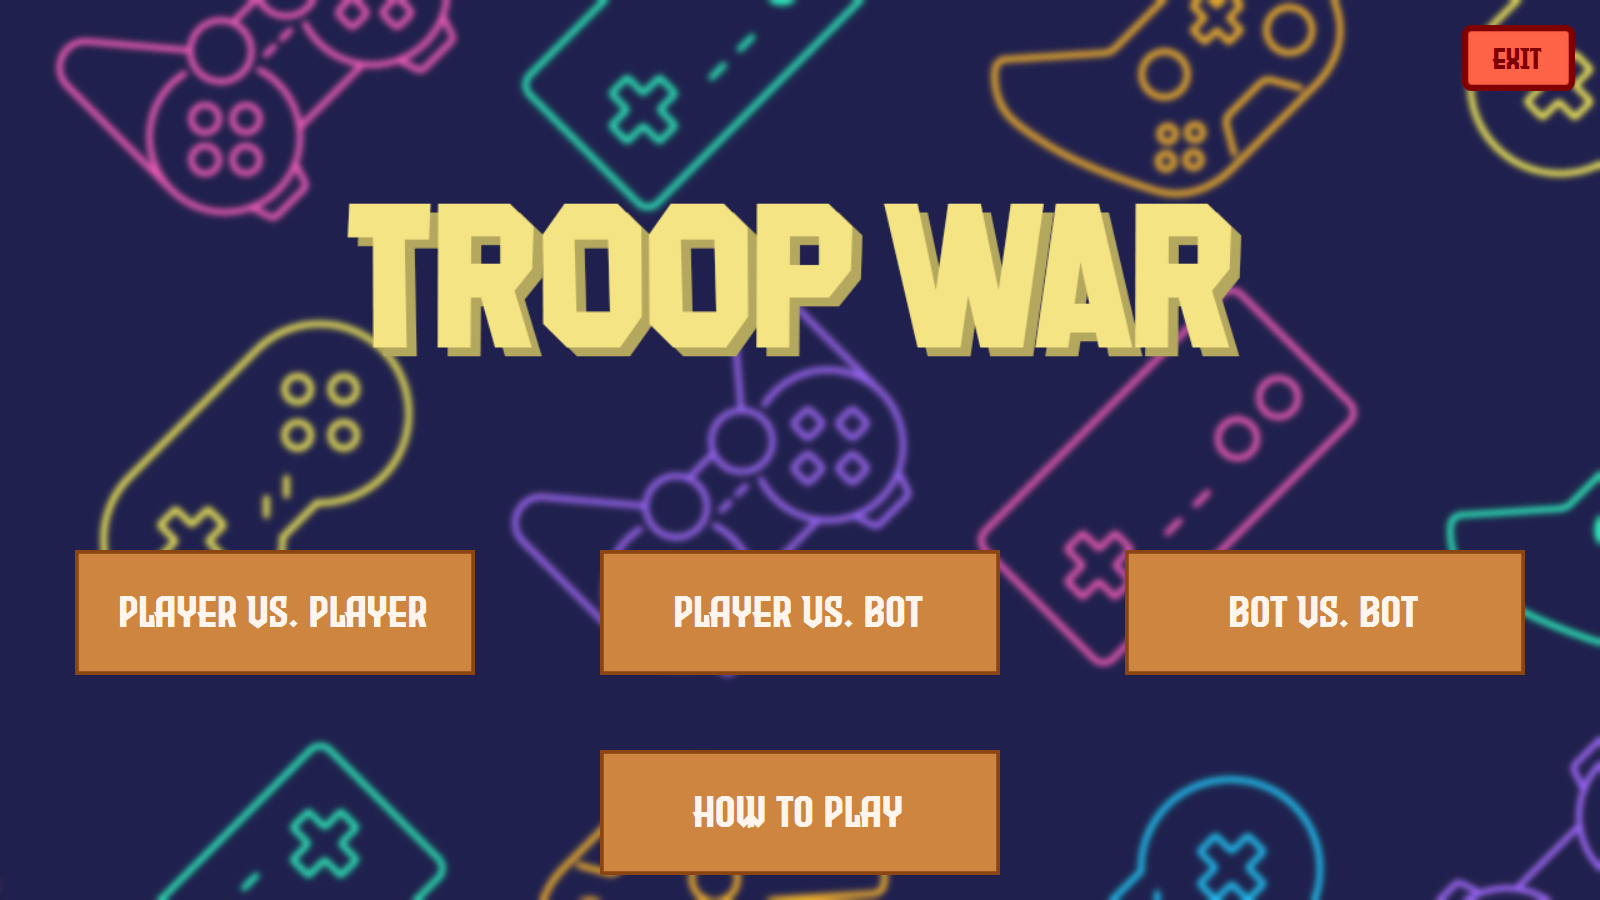 EXIT
TROOP WAR
PLAYER VS. PLAYER
PLAYER VS. BOT
BOT VS. BOT
HOW TO PLAY